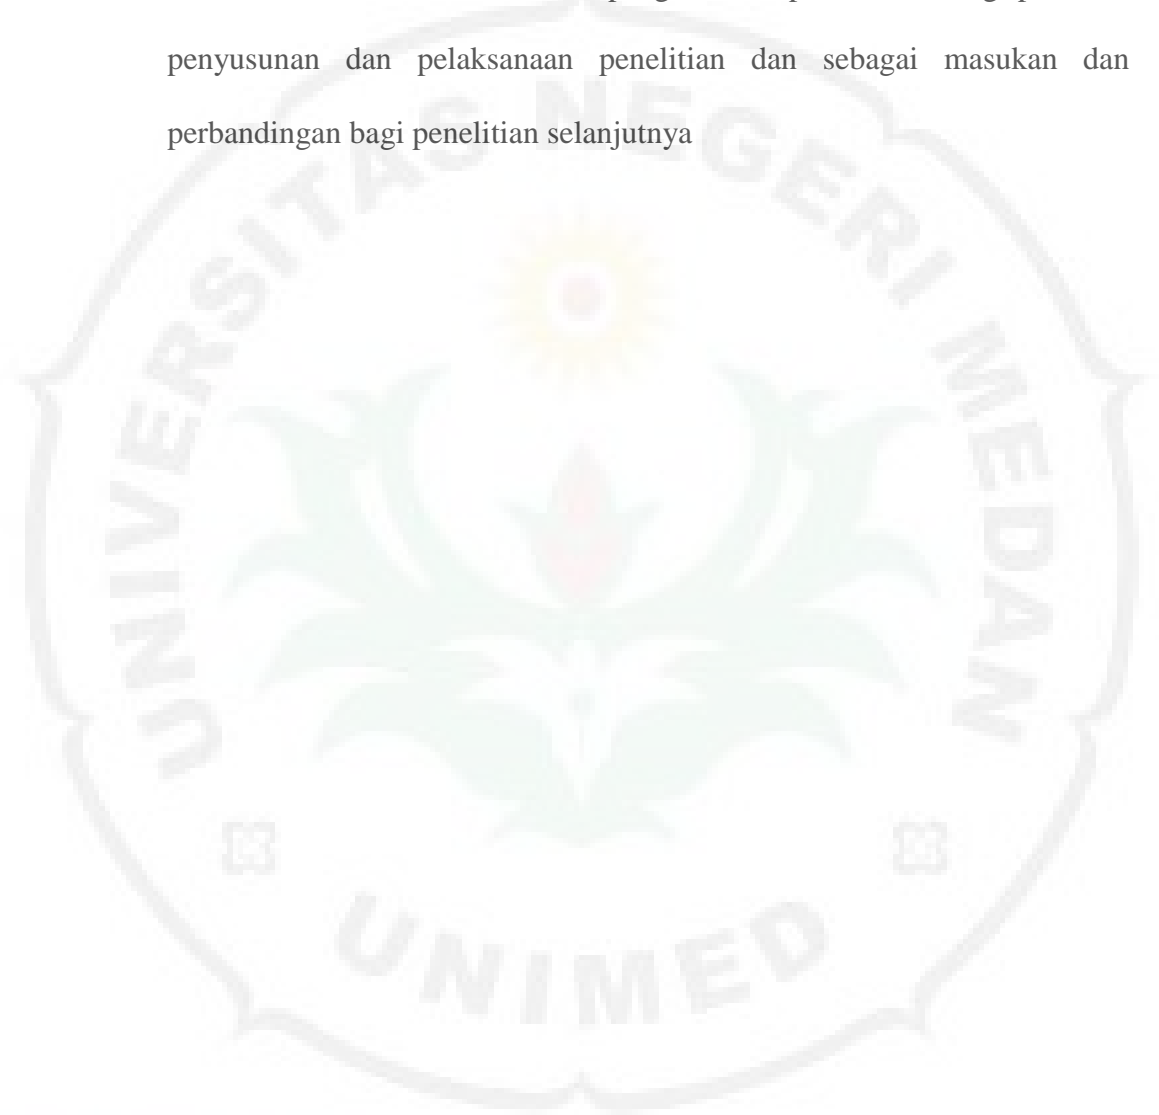 penyusunan dan pelaksanaan penelitian dan sebagai masukan dan
perbandingan bagi penelitian selanjutnya
UNIVERSITAS NEGERI MEDAN
UNIMED